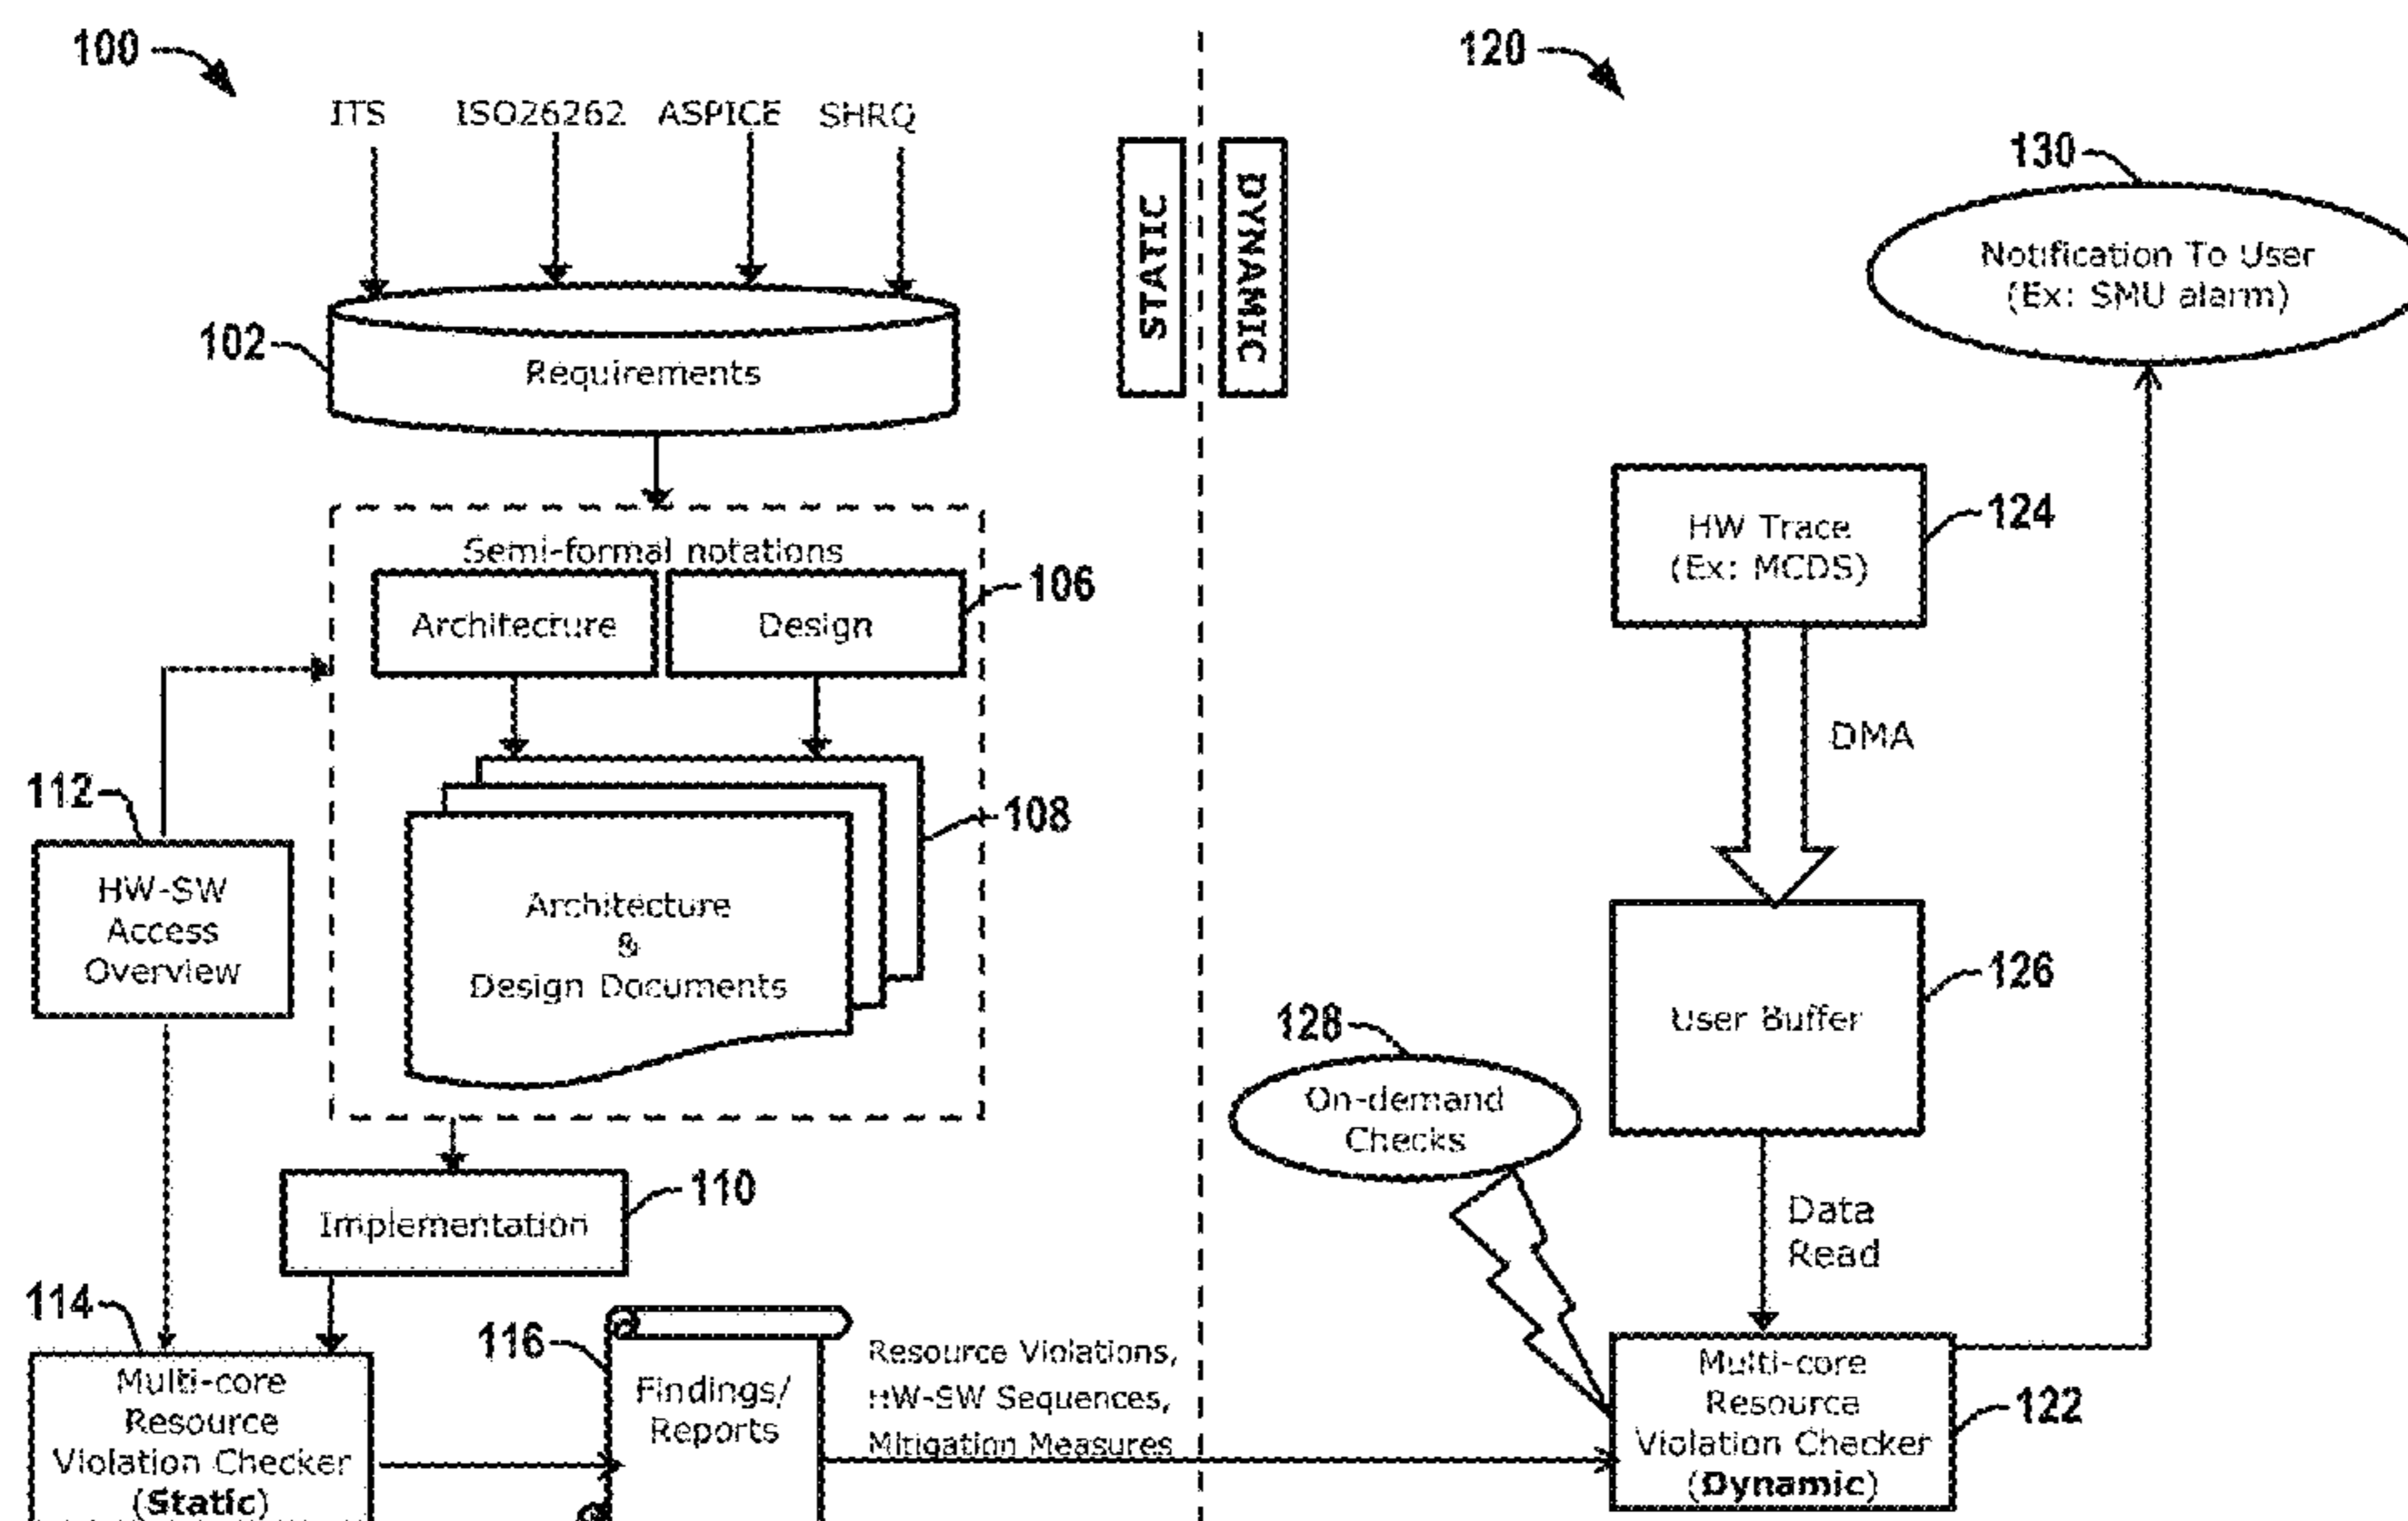 100
120
ITS ISO26262 ASPICE SHRQ
STATIC
DYNAMIC
130
Notification To User
(Ex: SMU alarm)
102
Requirements
Semi-formal notations
106
Architecture
Design
HW Trace
(Ex: MCDS)
124
DMA
112
HW-SW
Access
Overview
108
Architecture
&
Design Documents
User Buffer
126
128
On-demand
Checks
110
Implementation
Data
Read
114
Multi-core
Resource
Violation Checker
(Static)
116
Findings/
Reports
Resource Violations,
HW-SW Sequences,
Mitigation Measures
Multi-core
Resource
Violation Checker
(Dynamic)
122